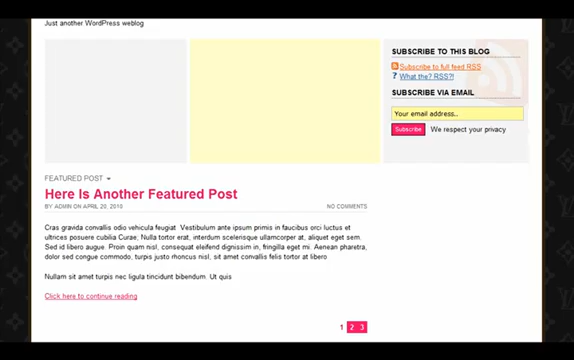 Just another WordPress weblog
SUBSCRIBE TO THIS BLOG
Subscribe to full feed RSS
? What the? RSS?!
SUBSCRIBE VIA EMAIL
Your email address..
Subscribe We respect your privacy
FEATURED POST
Here Is Another Featured Post
BY ADMIN ON APRIL 20, 2010 NO COMMENTS
Cras gravida convallis odio vehicula feugiat. Vestibulum ante ipsum primis in faucibus orci luctus et
ultrices posuere cubilia Curae; Nulla tortor erat, interdum scelerisque ullamcorper at, aliquet eget sem.
Sed id libero augue. Proin quam nisl, consequat eleifend dignissim in, fringilla eget mi. Aenean pharetra,
dolor sed congue commodo, turpis justo rhoncus nisl, sit amet convallis felis tortor at libero
Nullam sit amet turpis nec ligula tincidunt bibendum. Ut quis
Click here to continue reading
1 2 3